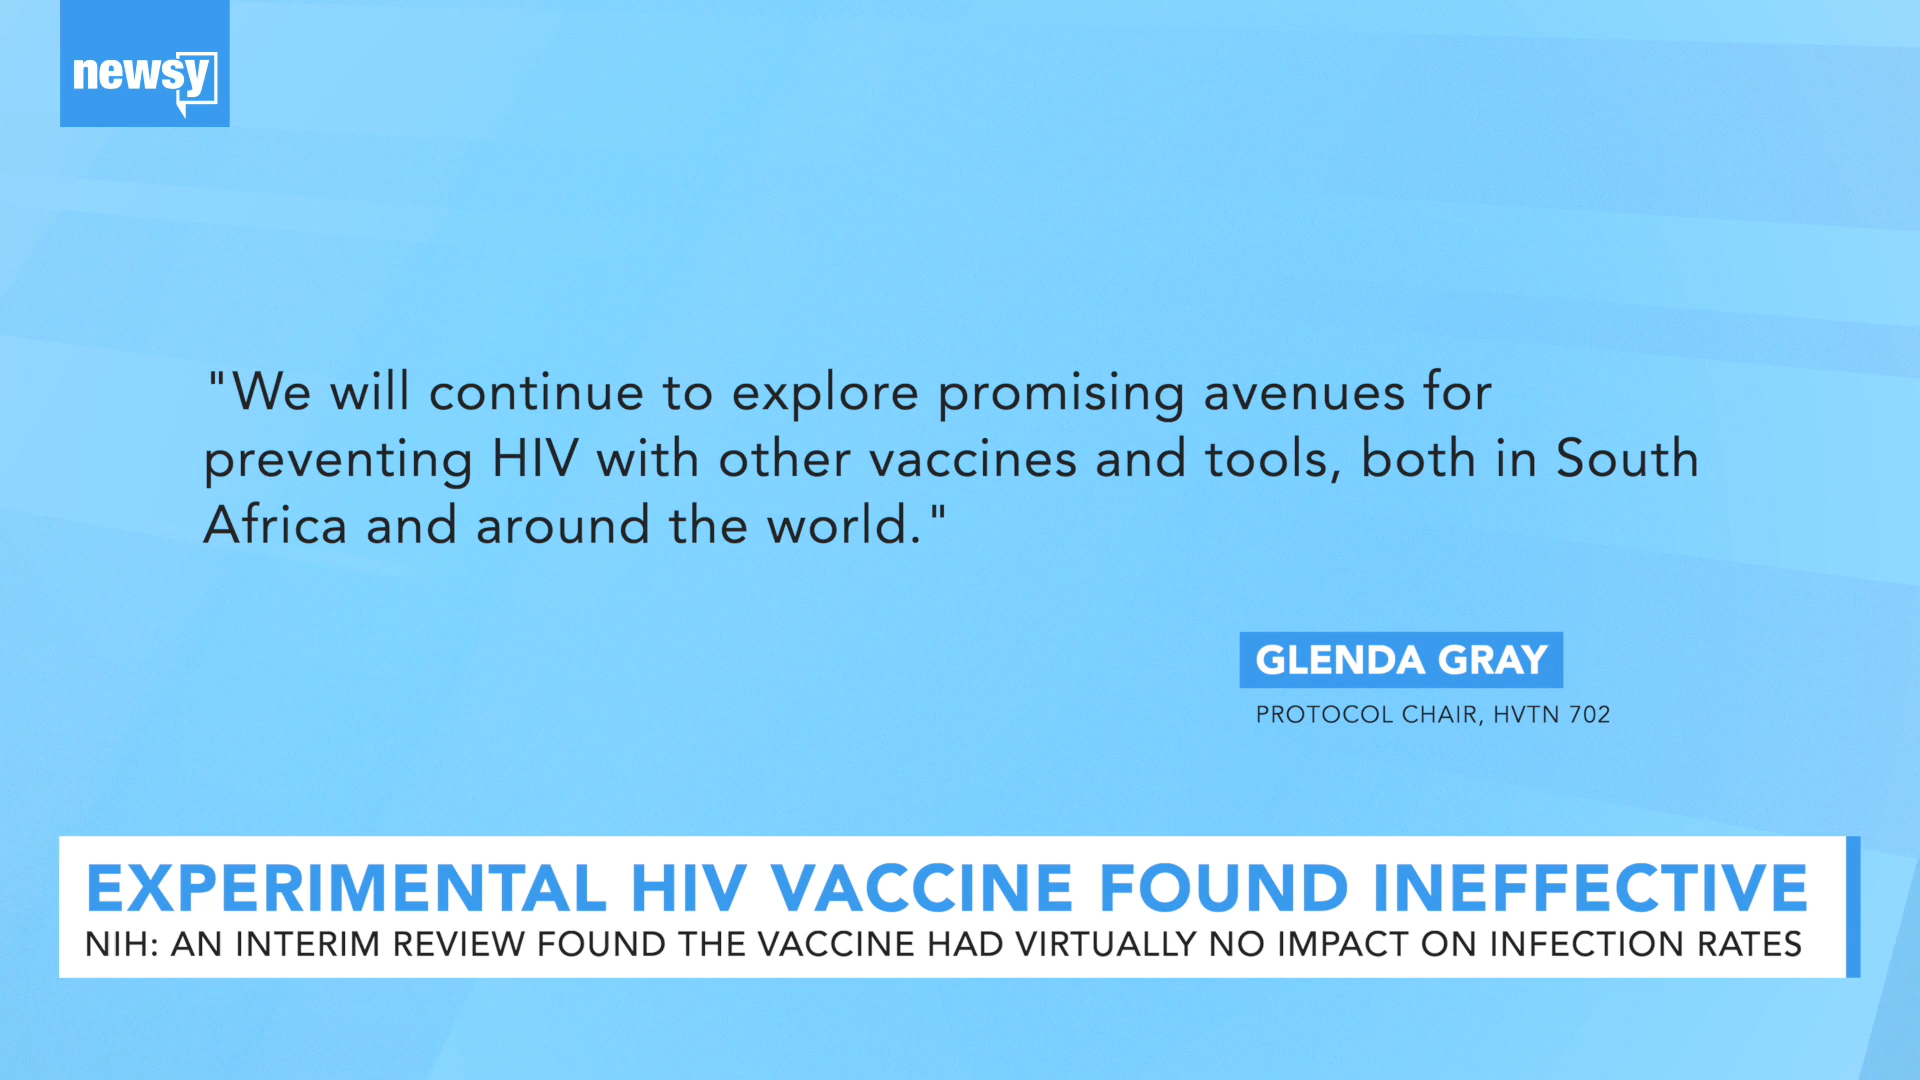 newsy
"We will continue to explore promising avenues for
preventing HIV with other vaccines and tools, both in South
Africa and around the world."
GLENDA GRAY
PROTOCOL CHAIR, HVTN 702
EXPERIMENTAL HIV VACCINE FOUND INEFFECTIVE
NIH: AN INTERIM REVIEW FOUND THE VACCINE HAD VIRTUALLY NO IMPACT ON INFECTION RATES